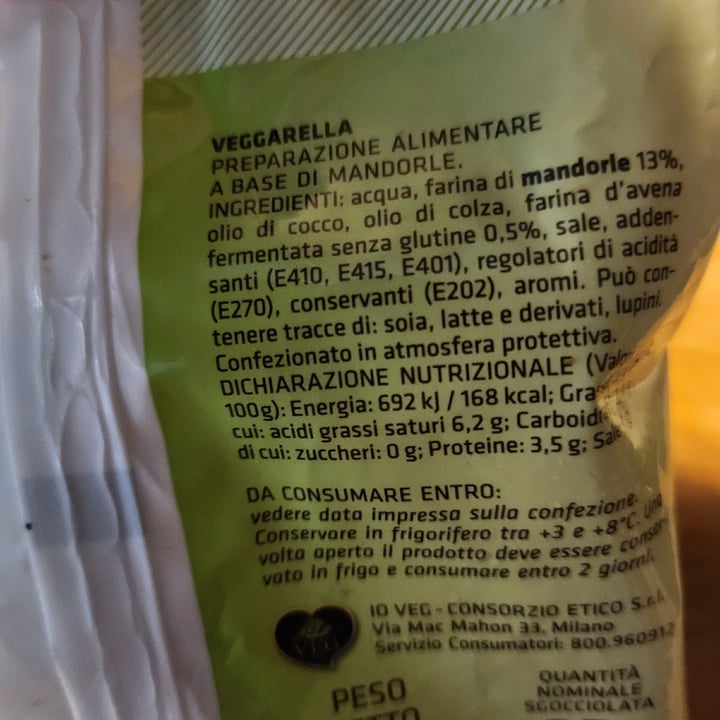 VEGGARELLA
PREPARAZIONE ALIMENTARE
A BASE DI MANDORLE.
INGREDIENTI: acqua, farina di mandorle 13%,
olio di cocco, olio di colza, farina d'avena
fermentata senza glutine 0,5%, sale, adden-
santi (E410, E415, E401), regolatori di acidità
(E270), conservanti (E202), aromi. Può con-
tenere tracce di: soia, latte e derivati, lupini.
Confezionato in atmosfera protettiva.
DICHIARAZIONE NUTRIZIONALE
100g): Energia: 692 kJ / 168 kcal;
cui: acidi grassi saturi 6,2 g;
di cui: zuccheri: 0 g; Proteine: 3,5 g;
DA CONSUMARE ENTRO:
vedere data impressa sulla confezione.
Conservare in frigorifero tra +3 e +8°C. Una
volta aperto il prodotto deve essere conser-
vato in frigo e consumare entro 2 giorni.
IO VEG - CONSORZIO ETICO S.r.l.
Via Mac Mahon 33, Milano
Servizio Consumatori: 800.960912
PESO
QUANTITÀ
NOMINALE
SGOCCIOLATA